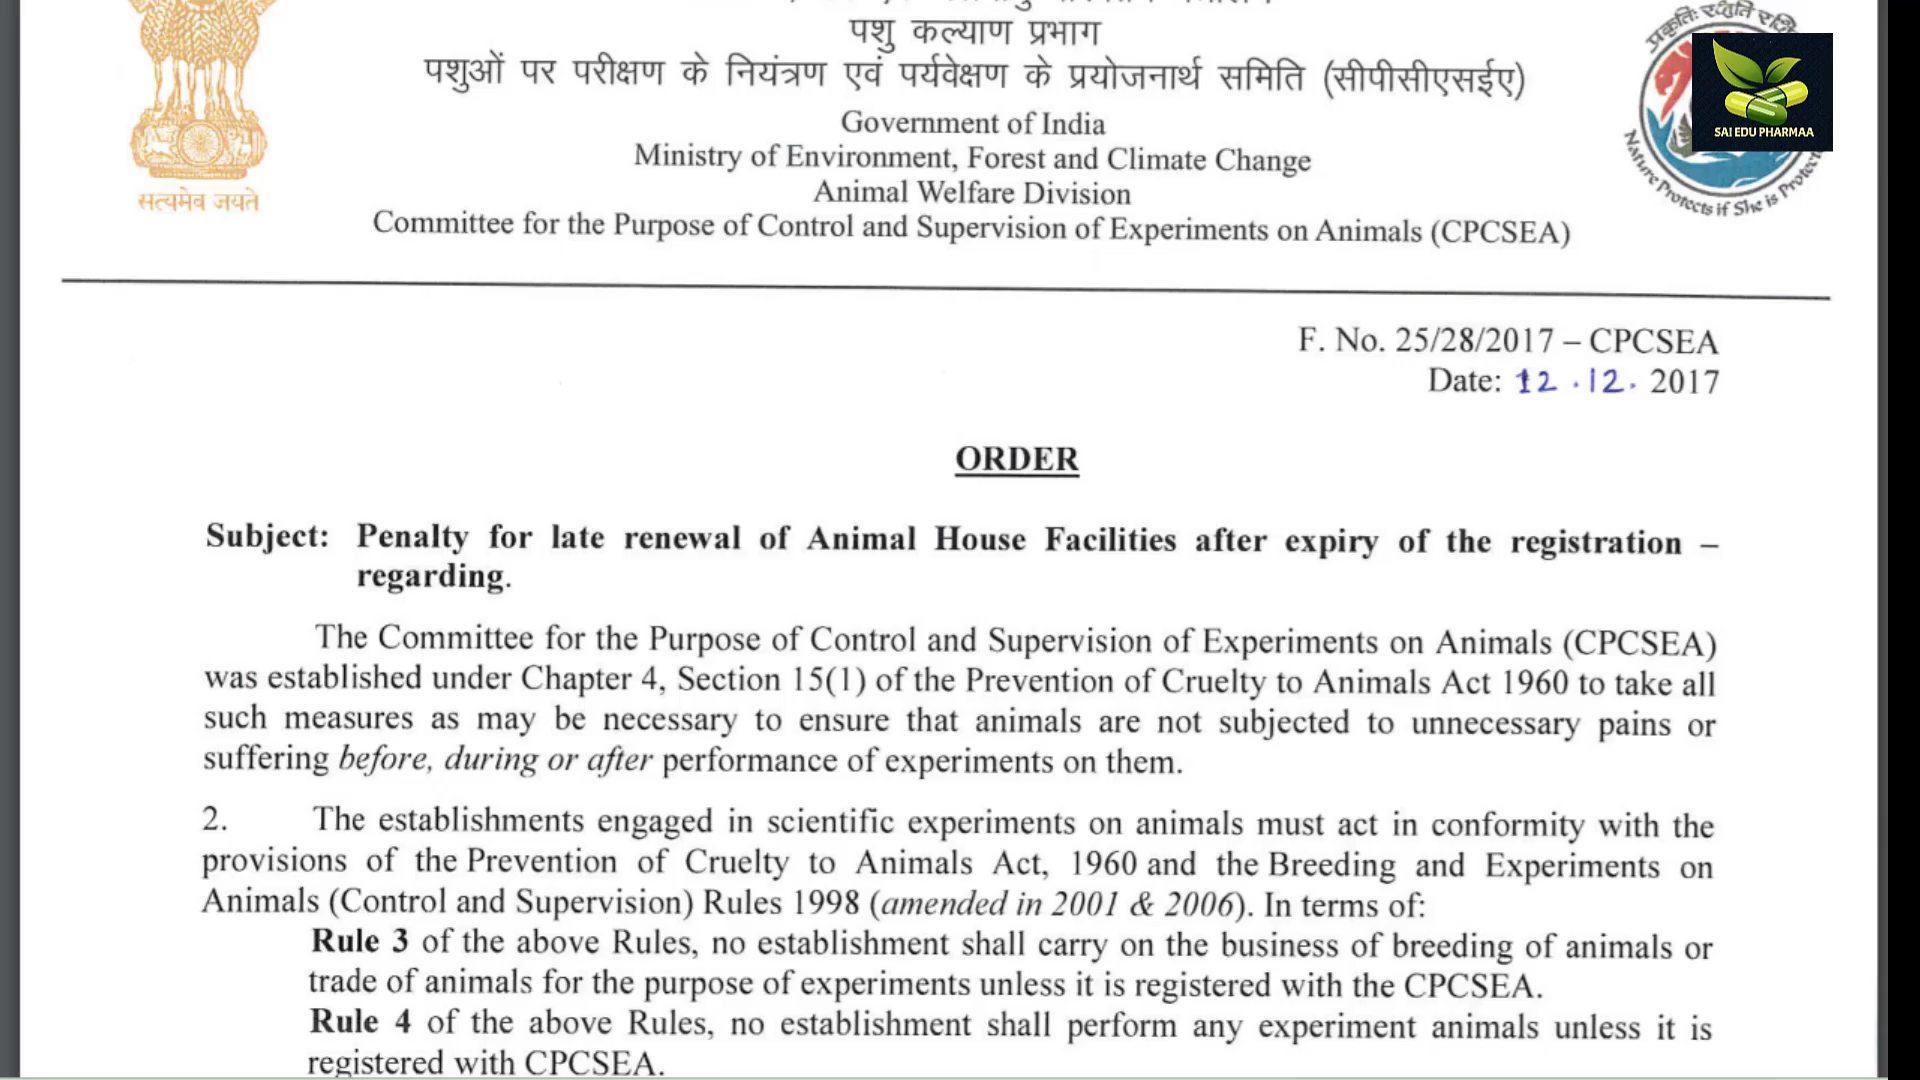 पशु कल्याण प्रभाग
पशुओं पर परीक्षण के नियंत्रण एवं पर्यवेक्षण के प्रयोजनार्थ समिति (सीपीसीएसईए)
Government of India
Ministry of Environment, Forest and Climate Change
Animal Welfare Division
Committee for the Purpose of Control and Supervision of Experiments on Animals (CPCSEA)
सत्यमेव जयते
प्रकृतिः रक्षति
Nature Protects if She is
SAI EDU PHARMAA
F. No. 25/28/2017 – CPCSEA
Date: 12 .12. 2017
ORDER
Subject: Penalty for late renewal of Animal House Facilities after expiry of the registration –
regarding.
The Committee for the Purpose of Control and Supervision of Experiments on Animals (CPCSEA)
was established under Chapter 4, Section 15(1) of the Prevention of Cruelty to Animals Act 1960 to take all
such measures as may be necessary to ensure that animals are not subjected to unnecessary pains or
suffering before, during or after performance of experiments on them.
2. The establishments engaged in scientific experiments on animals must act in conformity with the
provisions of the Prevention of Cruelty to Animals Act, 1960 and the Breeding and Experiments on
Animals (Control and Supervision) Rules 1998 (amended in 2001 & 2006). In terms of:
Rule 3 of the above Rules, no establishment shall carry on the business of breeding of animals or
trade of animals for the purpose of experiments unless it is registered with the CPCSEA.
Rule 4 of the above Rules, no establishment shall perform any experiment animals unless it is
registered with CPCSEA.